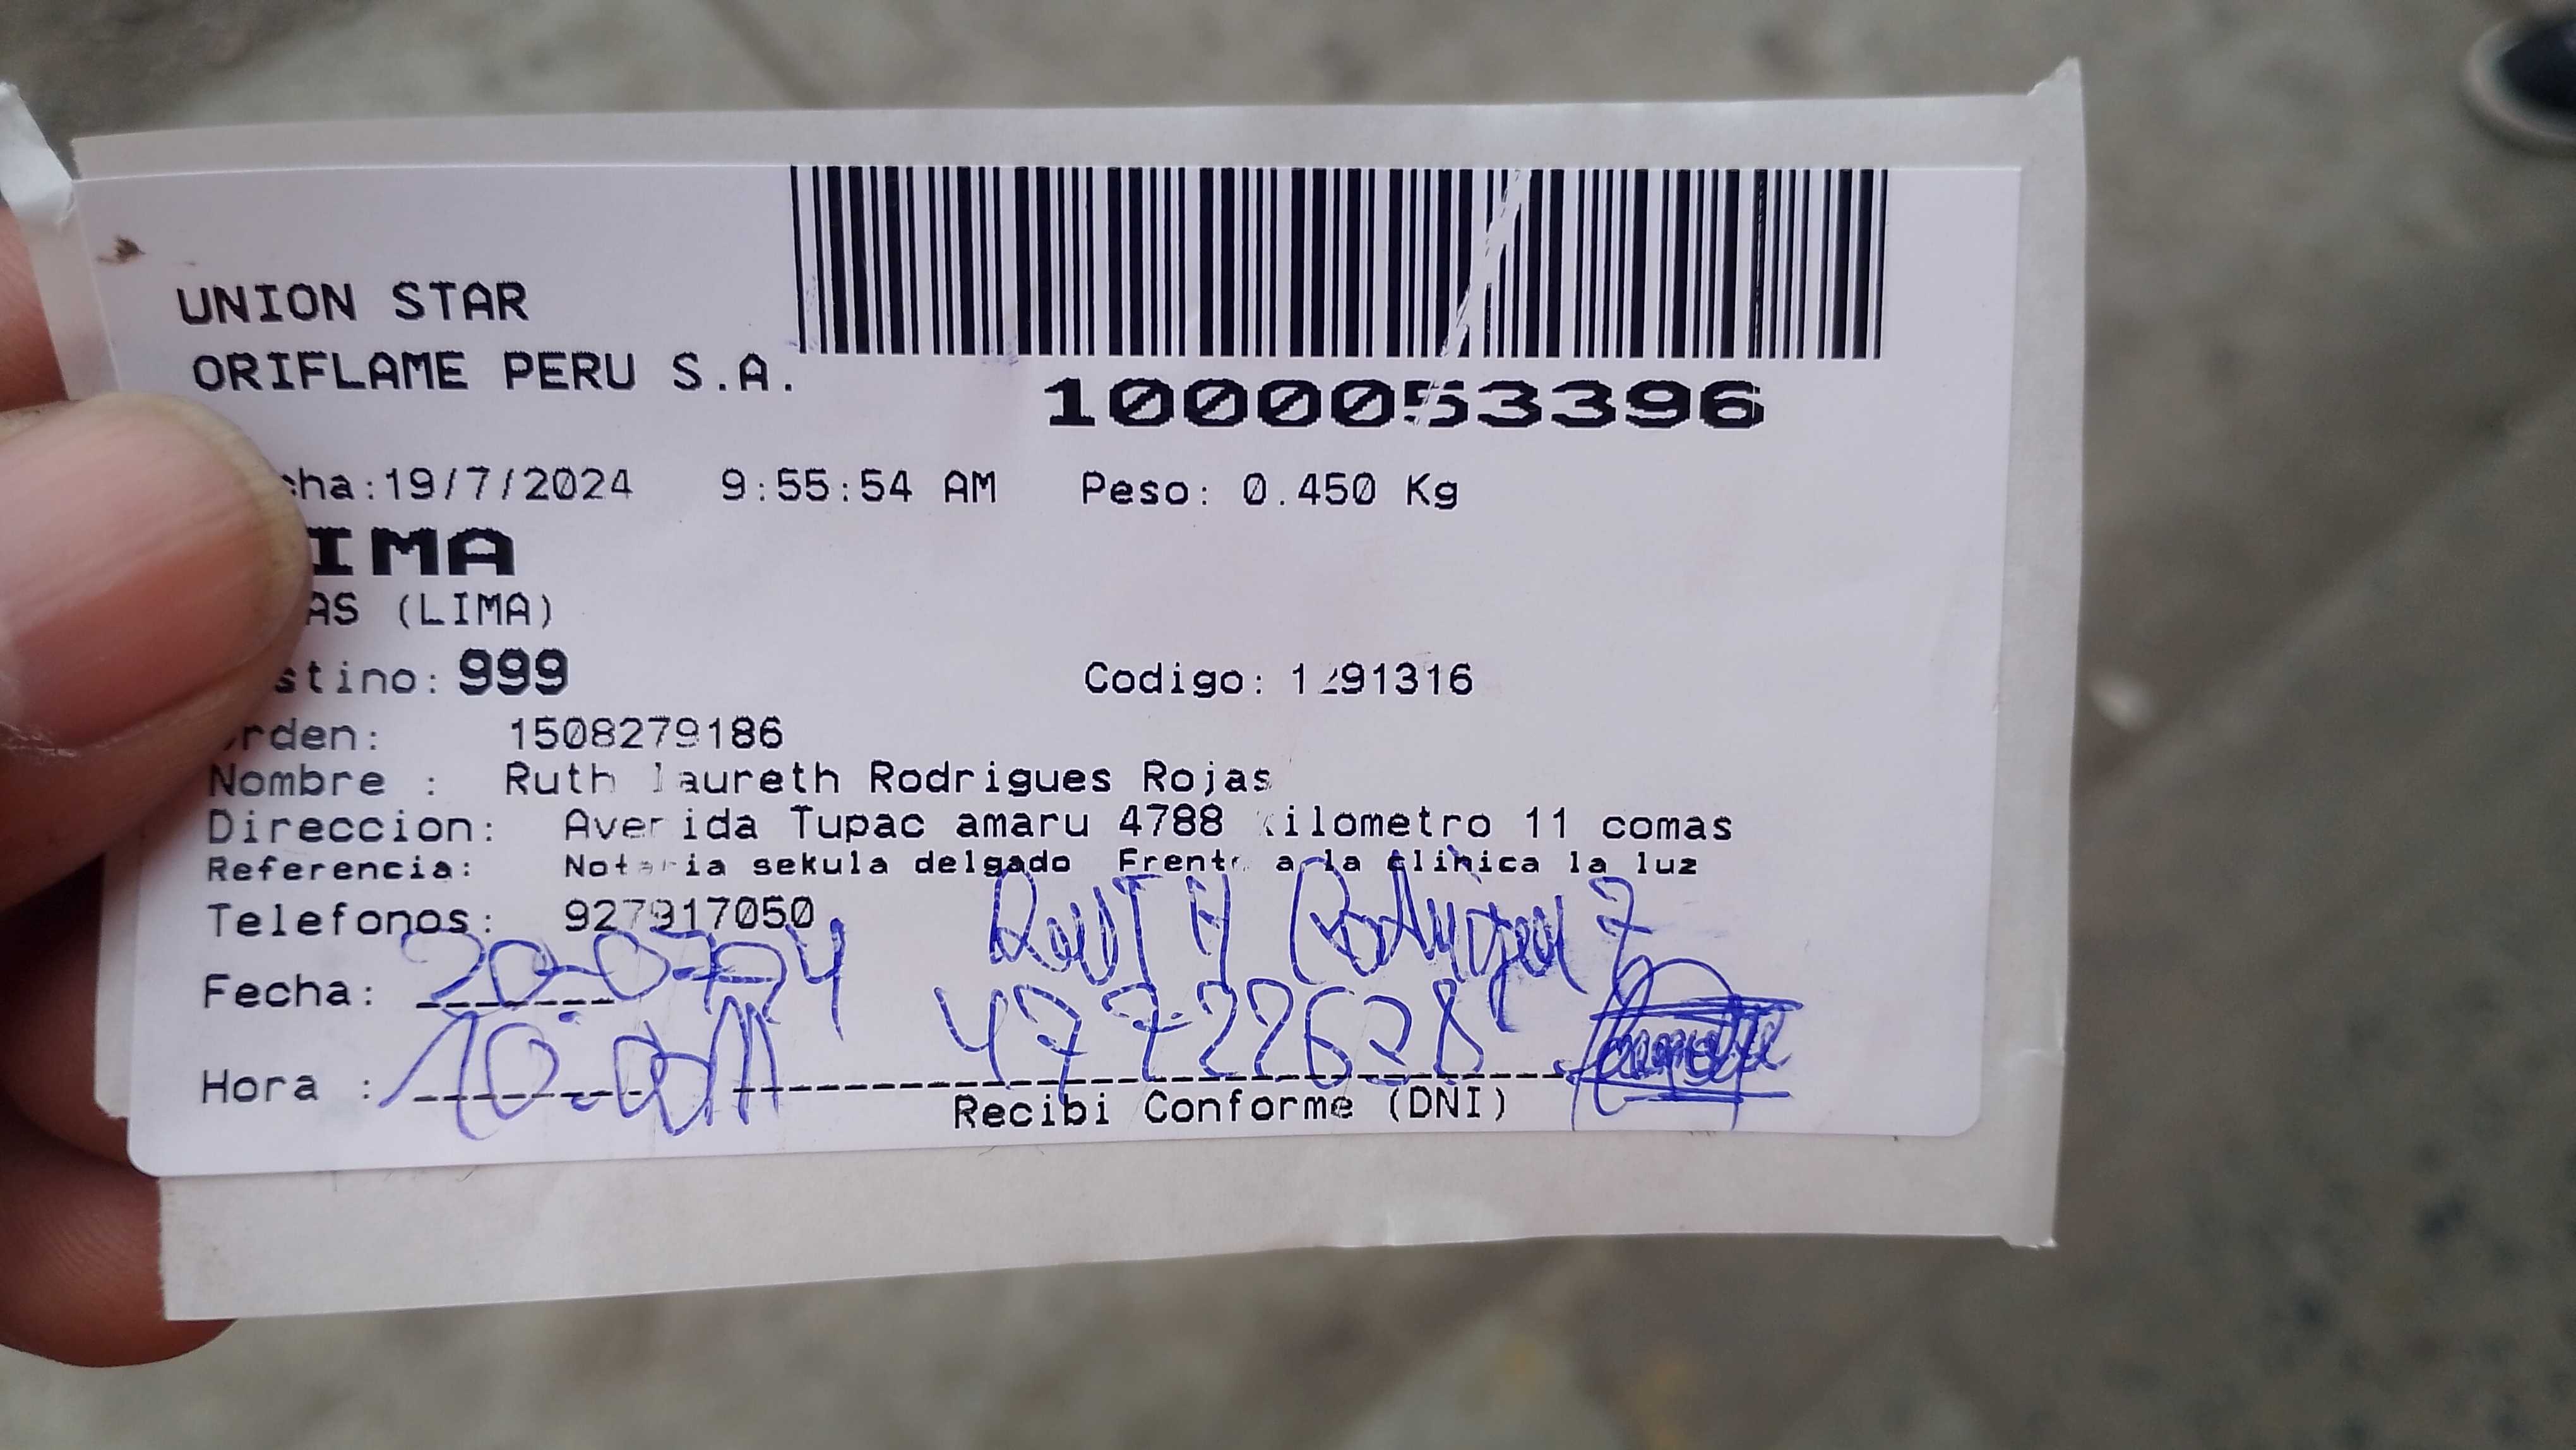 UNION STAR
ORIFLAME PERU S.A.
1000053396
cha:19/7/2024 9:55:54 AM Peso: 0.450 Kg
IMA
AS (LIMA)
stino: 999 Codigo: 1291316
rden: 1508279186
Nombre : Ruth laureth Rodrigues Rojas
Direccion: Avenida Tupac amaru 4788 kilometro 11 comas
Referencia: Notaria sekula delgado Frente a la clinica la luz
Telefonos: 927917050
Fecha: 20-07-24
Hora :
47722628
Recibi Conforme (DNI)